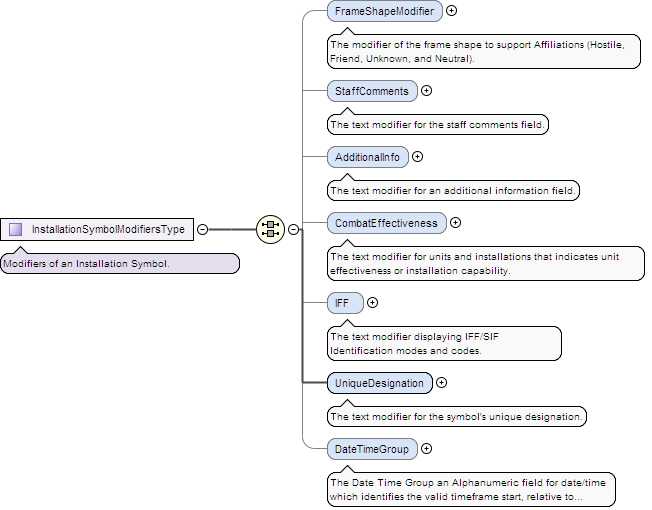 FrameShapeModifier
The modifier of the frame shape to support Affiliations (Hostile,
Friend, Unknown, and Neutral).
StaffComments
The text modifier for the staff comments field.
AdditionalInfo
The text modifier for an additional information field.
InstallationSymbolModifiersType
Modifiers of an Installation Symbol.
CombatEffectiveness
The text modifier for units and installations that indicates unit
effectiveness or installation capability.
IFF
The text modifier displaying IFF/SIF
Identification modes and codes.
UniqueDesignation
The text modifier for the symbol's unique designation.
DateTimeGroup
The Date Time Group an Alphanumeric field for date/time
which identifies the valid timeframe start, relative to...